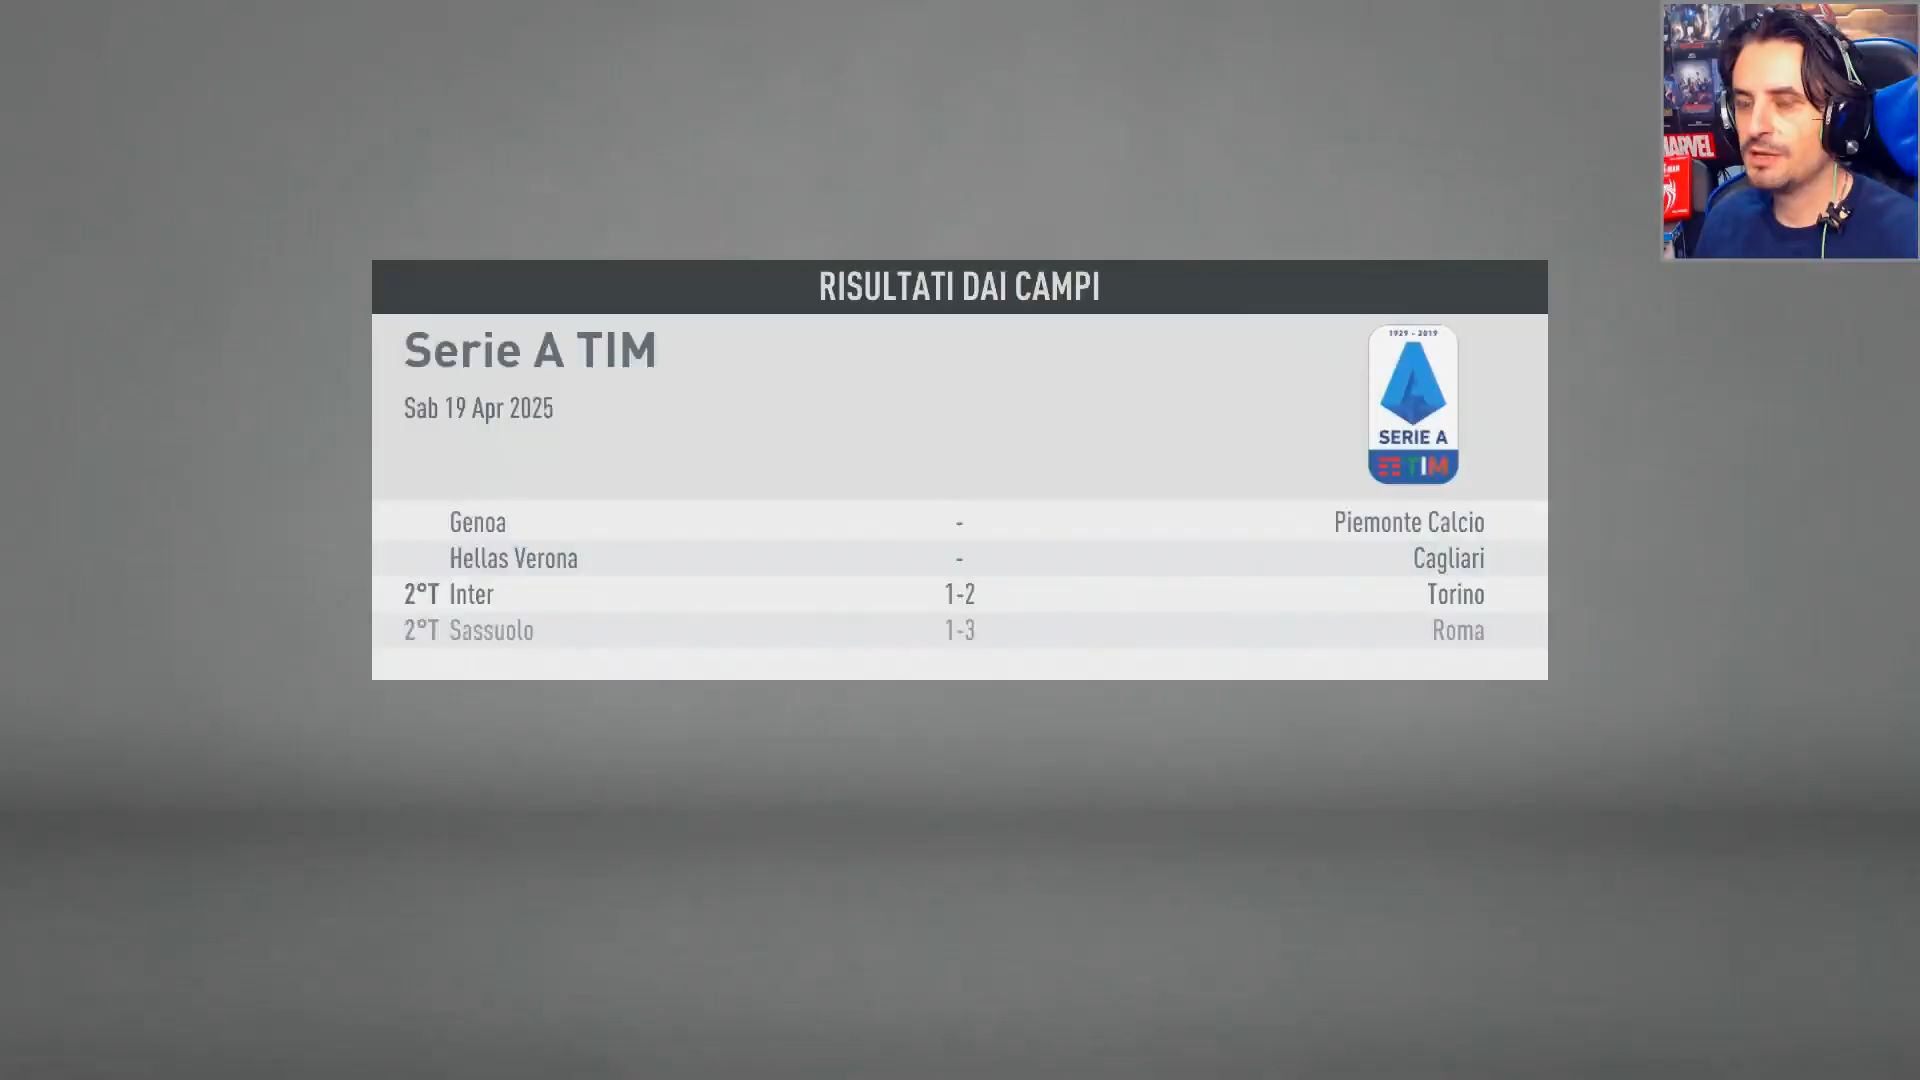 MARVEL
RISULTATI DAI CAMPI
Serie A TIM
Sab 19 Apr 2025
1929 - 2019
SERIE A
TIM
Genoa - Piemonte Calcio
Hellas Verona - Cagliari
2°T Inter 1-2 Torino
2°T Sassuolo 1-3 Roma